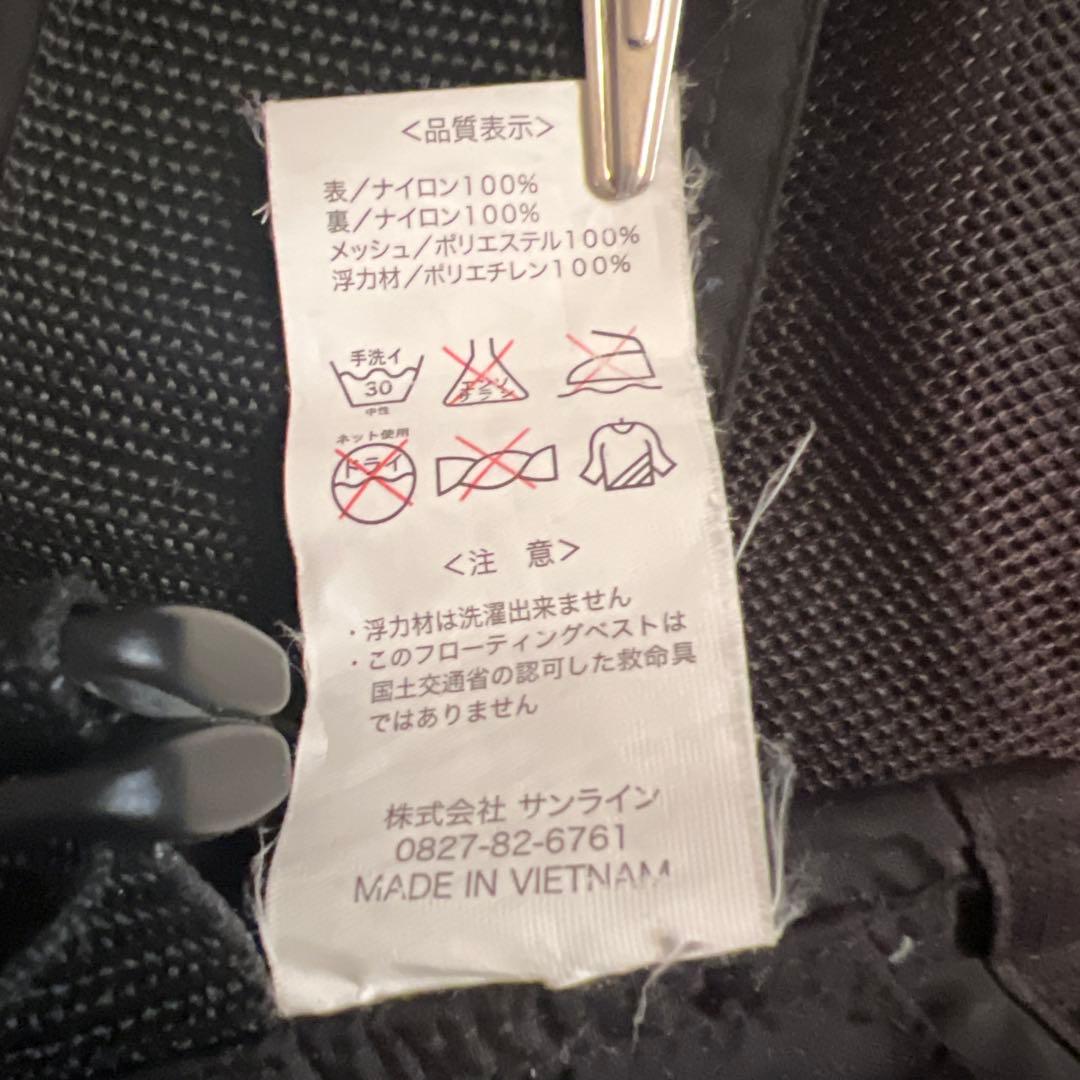 <品質表示>
表/ナイロン100%
裏/ナイロン100%
メッシュ/ポリエステル100%
浮力材/ポリエチレン100%
手洗イ
30
中性
エンソ
サラシ
ネット使用
ドライ
<注 意>
・浮力材は洗濯出来ません
・このフローティングベストは
国土交通省の認可した救命具
ではありません
株式会社 サンライン
0827-82-6761
MADE IN VIETNAM